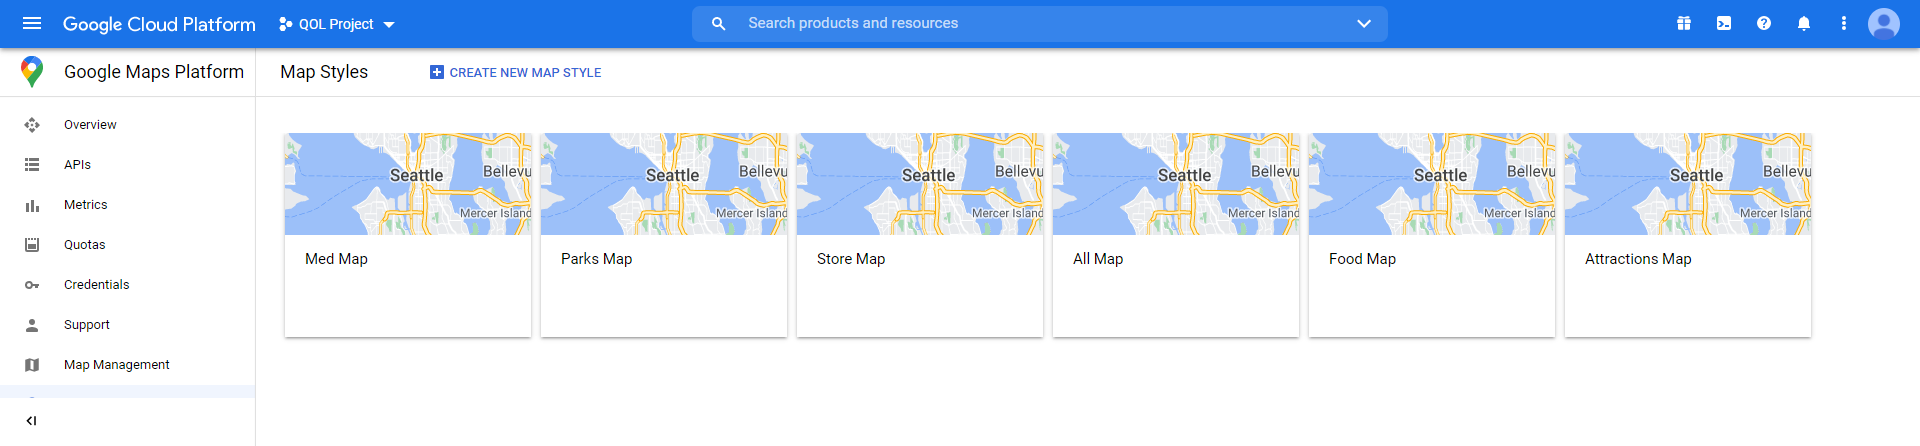 Google Cloud Platform
QOL Project
Search products and resources
Google Maps Platform
Map Styles
CREATE NEW MAP STYLE
Overview
APIs
Metrics
Quotas
Credentials
Support
Map Management
Seattle
Bellevu
Mercer Island
Med Map
Seattle
Bellevu
Mercer Island
Parks Map
Seattle
Bellevu
Mercer Island
Store Map
Seattle
Bellevu
Mercer Island
All Map
Seattle
Bellevu
Mercer Island
Food Map
Seattle
Bellevu
Mercer Island
Attractions Map